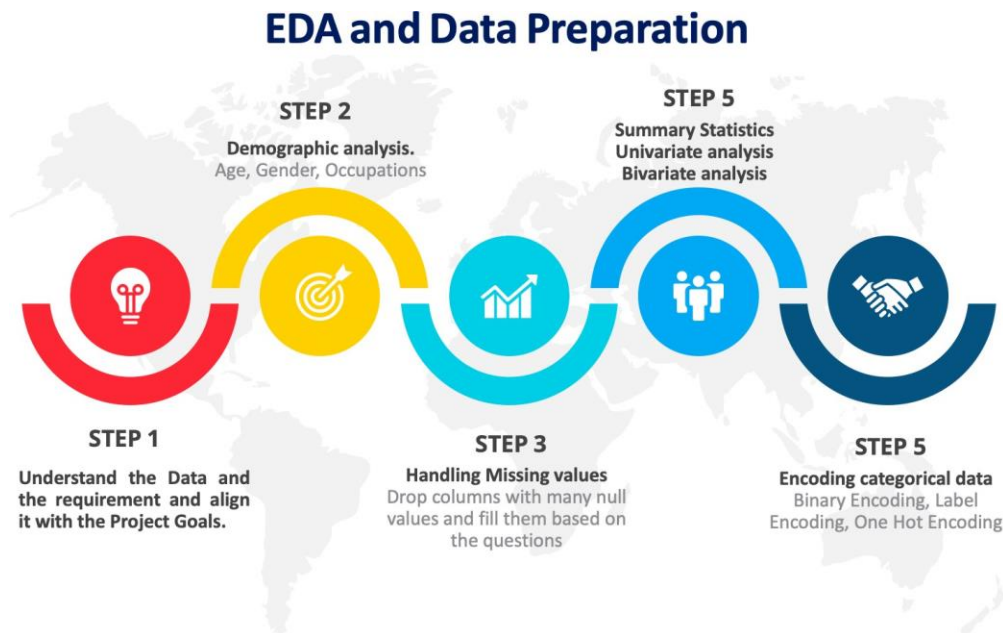 EDA and Data Preparation
STEP 1
Understand the Data and
the requirement and align
it with the Project Goals.
STEP 2
Demographic analysis.
Age, Gender, Occupations
STEP 3
Handling Missing values
Drop columns with many null
values and fill them based on
the questions
STEP 5
Summary Statistics
Univariate analysis
Bivariate analysis
STEP 5
Encoding categorical data
Binary Encoding, Label
Encoding, One Hot Encoding